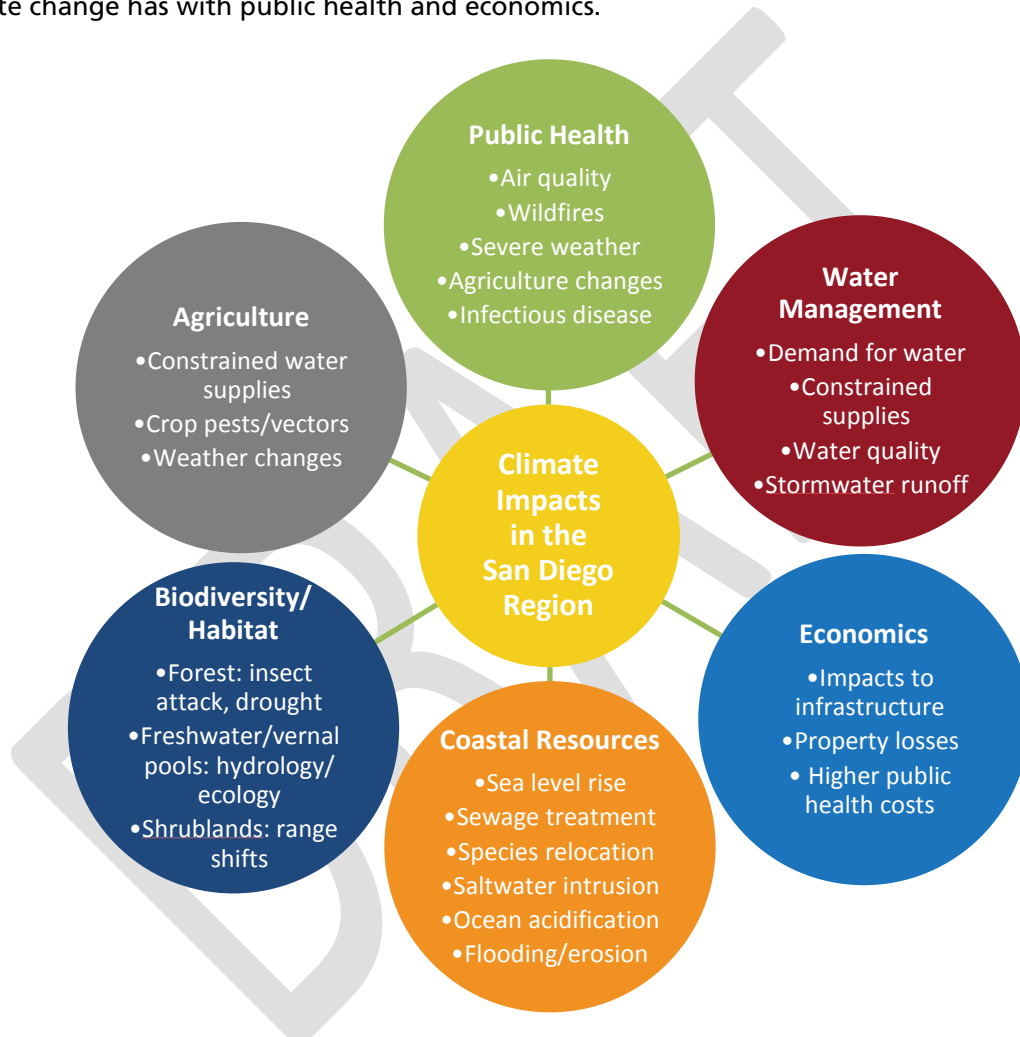 te change has with public health and economics.
Public Health
•Air quality
•Wildfires
•Severe weather
•Agriculture changes
•Infectious disease
Water
Management
•Demand for water
•Constrained
supplies
•Water quality
•Stormwater runoff
Economics
•Impacts to
infrastructure
•Property losses
• Higher public
health costs
Coastal Resources
•Sea level rise
•Sewage treatment
•Species relocation
•Saltwater intrusion
•Ocean acidification
•Flooding/erosion
Biodiversity/
Habitat
•Forest: insect
attack, drought
•Freshwater/vernal
pools: hydrology/
ecology
•Shrublands: range
shifts
Agriculture
•Constrained water
supplies
•Crop pests/vectors
•Weather changes
Climate
Impacts
in the
San Diego
Region
DRAFT